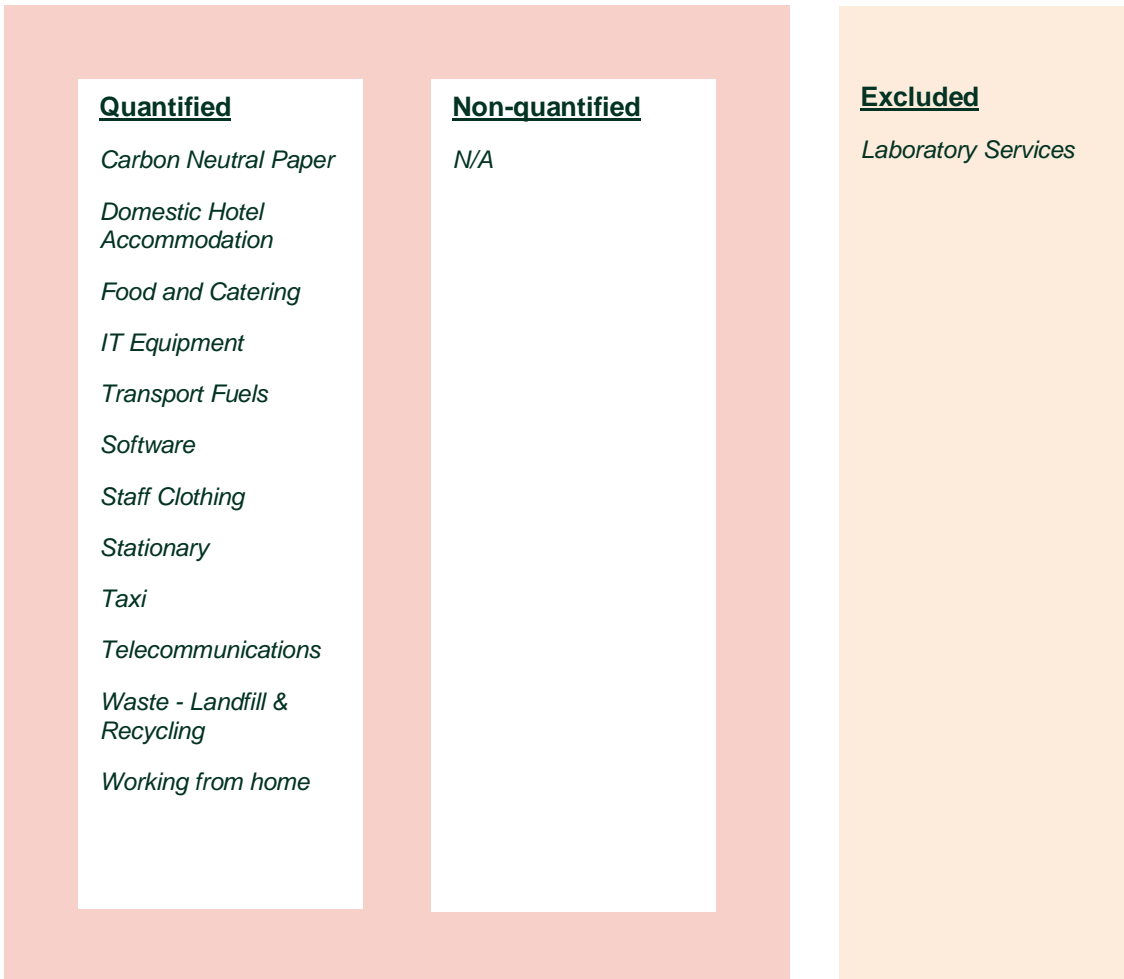 Quantified
Carbon Neutral Paper
Domestic Hotel
Accommodation
Food and Catering
IT Equipment
Transport Fuels
Software
Staff Clothing
Stationary
Taxi
Telecommunications
Waste - Landfill &
Recycling
Working from home
Non-quantified
N/A
Excluded
Laboratory Services